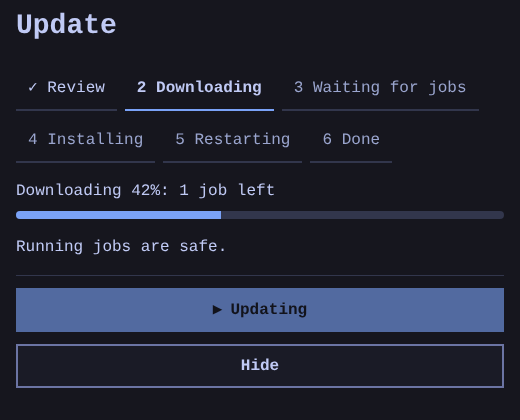 Update
✓ Review 2 Downloading 3 Waiting for jobs
4 Installing 5 Restarting 6 Done
Downloading 42%: 1 job left
Running jobs are safe.
▶ Updating
Hide